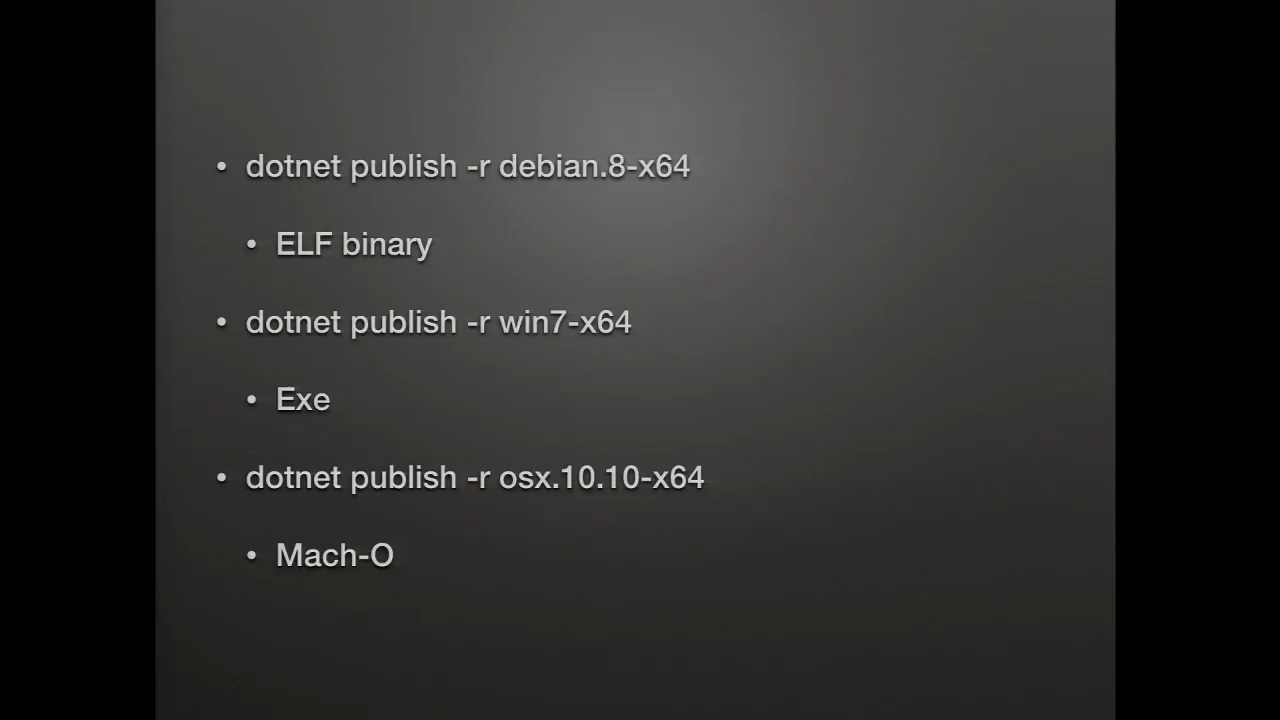 • dotnet publish -r debian.8-x64
• ELF binary
• dotnet publish -r win7-x64
• Exe
• dotnet publish -r osx.10.10-x64
• Mach-O